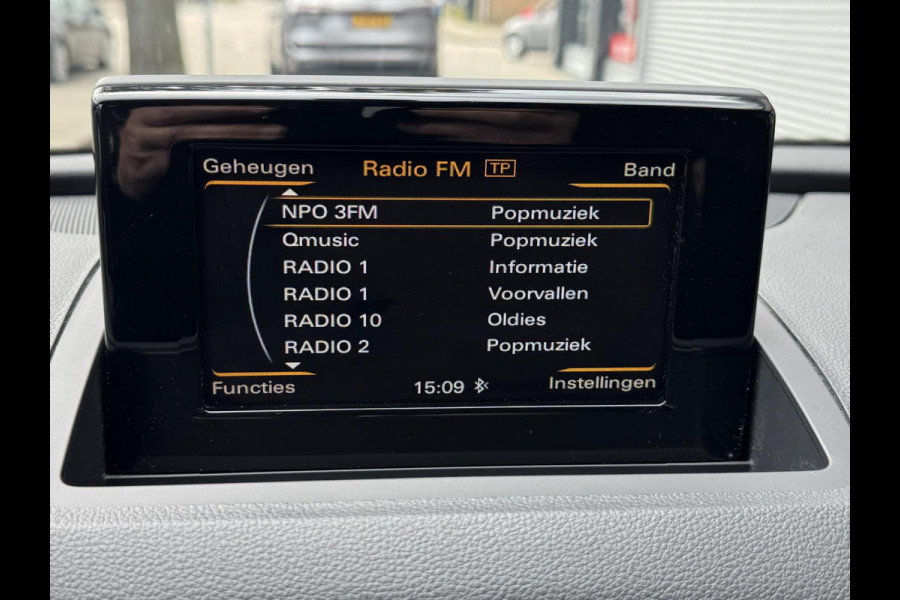 Geheugen Radio FM TP Band
NPO 3FM Popmuziek
Qmusic Popmuziek
RADIO 1 Informatie
RADIO 1 Voorvallen
RADIO 10 Oldies
RADIO 2 Popmuziek
Functies 15:09 Instellingen